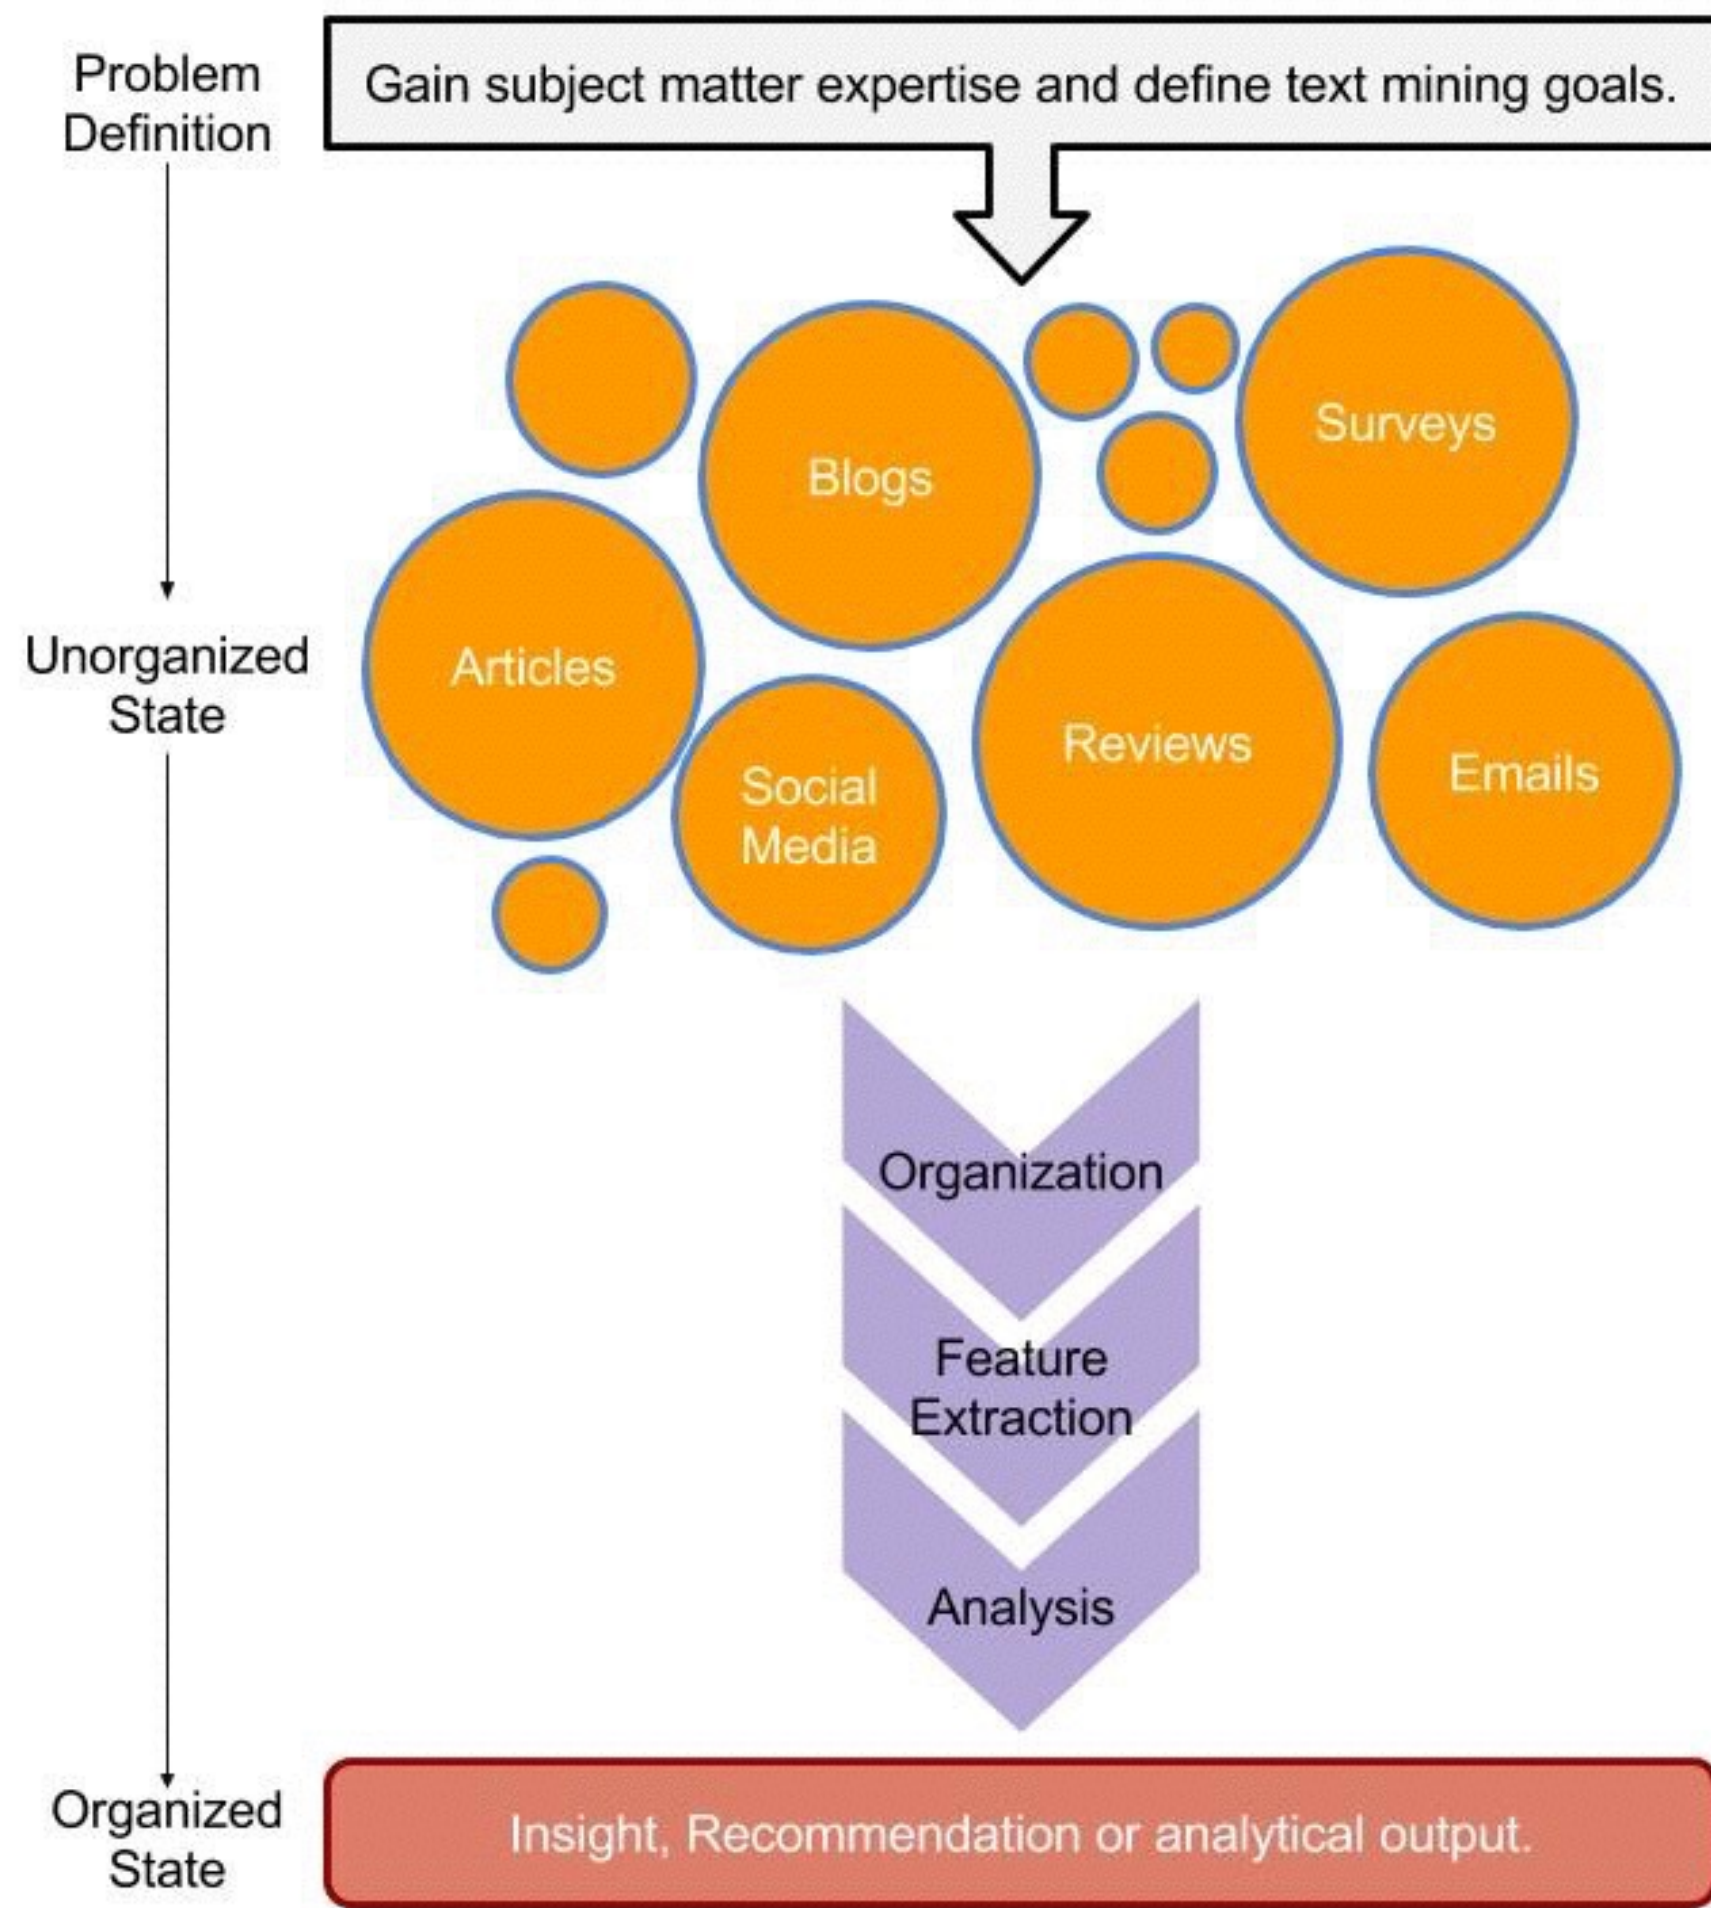 Problem
Definition
Gain subject matter expertise and define text mining goals.
Blogs
Surveys
Unorganized
State
Articles
Social
Media
Reviews
Emails
Organization
Feature
Extraction
Analysis
Organized
State
Insight, Recommendation or analytical output.